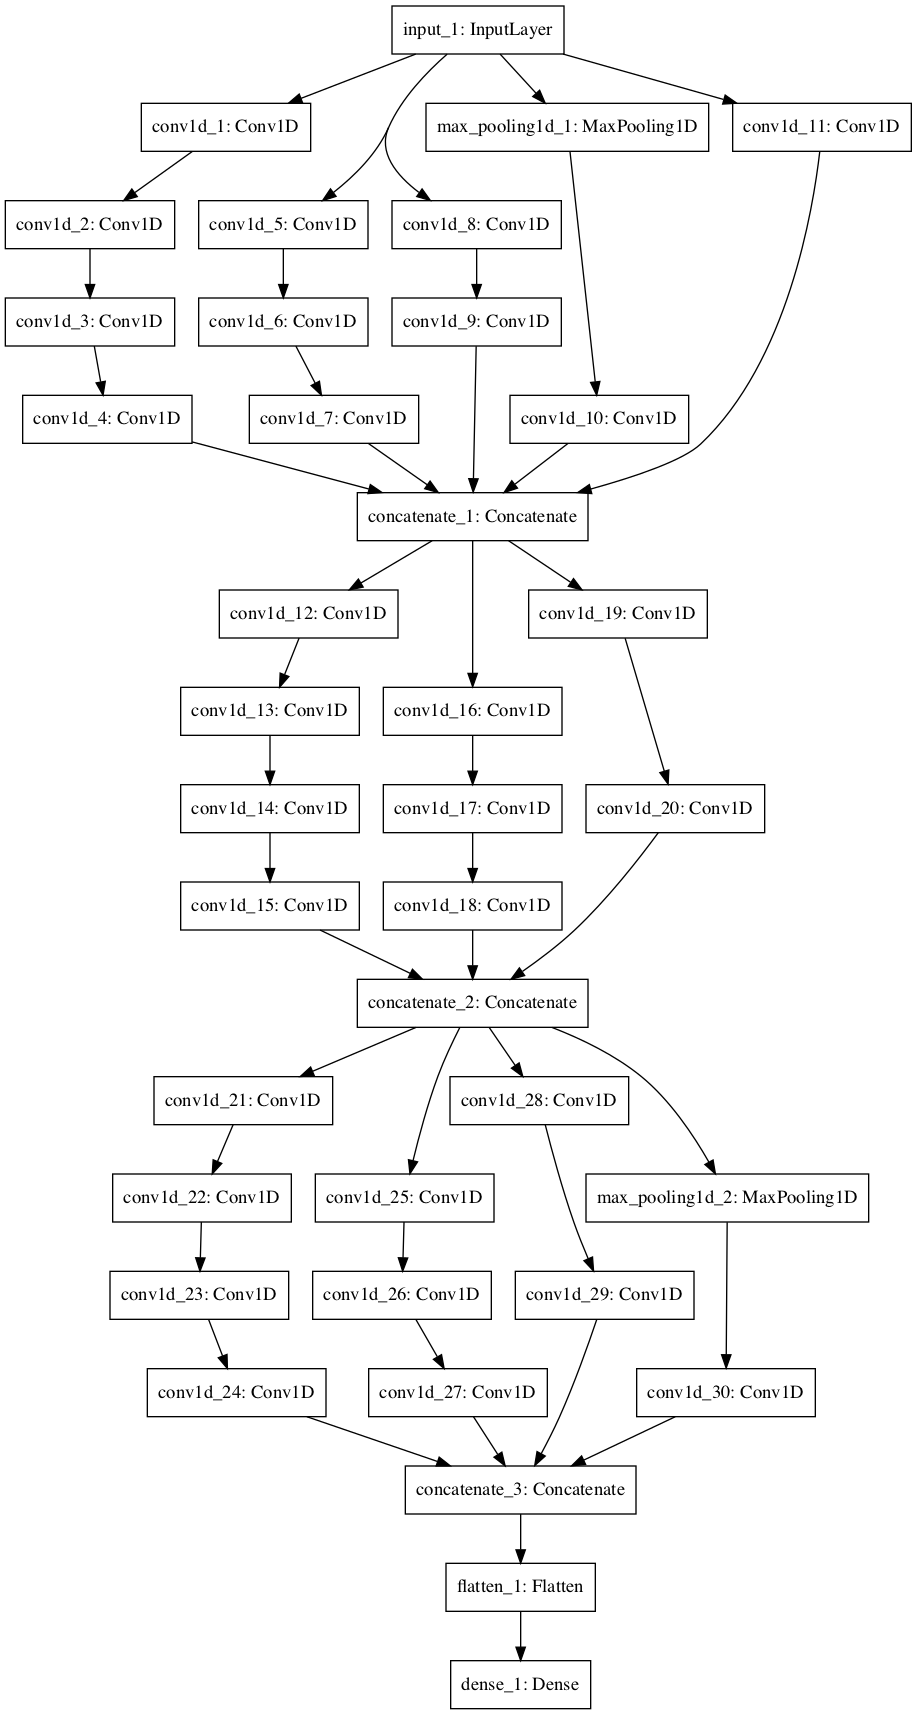 input_1: InputLayer
conv1d_1: Conv1D
max_pooling1d_1: MaxPooling1D
conv1d_11: Conv1D
conv1d_2: Conv1D
conv1d_5: Conv1D
conv1d_8: Conv1D
conv1d_3: Conv1D
conv1d_6: Conv1D
conv1d_9: Conv1D
conv1d_4: Conv1D
conv1d_7: Conv1D
conv1d_10: Conv1D
concatenate_1: Concatenate
conv1d_12: Conv1D
conv1d_19: Conv1D
conv1d_13: Conv1D
conv1d_16: Conv1D
conv1d_14: Conv1D
conv1d_17: Conv1D
conv1d_20: Conv1D
conv1d_15: Conv1D
conv1d_18: Conv1D
concatenate_2: Concatenate
conv1d_21: Conv1D
conv1d_28: Conv1D
conv1d_22: Conv1D
conv1d_25: Conv1D
max_pooling1d_2: MaxPooling1D
conv1d_23: Conv1D
conv1d_26: Conv1D
conv1d_29: Conv1D
conv1d_24: Conv1D
conv1d_27: Conv1D
conv1d_30: Conv1D
concatenate_3: Concatenate
flatten_1: Flatten
dense_1: Dense